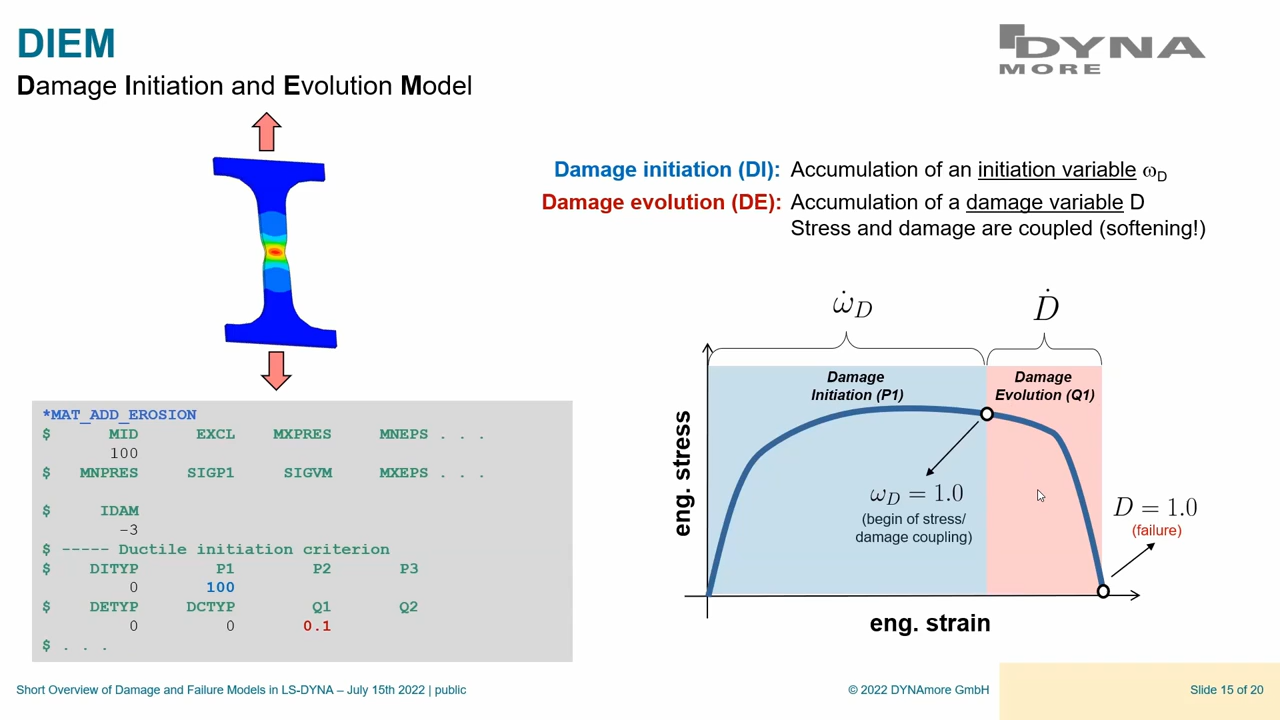 DIEM
Damage Initiation and Evolution Model
DYNA
MORE
Damage initiation (DI): Accumulation of an initiation variable ωD
Damage evolution (DE): Accumulation of a damage variable D
Stress and damage are coupled (softening!)
*MAT_ADD_EROSION
$ MID EXCL MXPRES MNEPS . . .
100
$ MNPRES SIGP1 SIGVM MXEPS . . .
$ IDAM
-3
$ ----- Ductile initiation criterion
$ DITYP P1 P2 P3
0 100
$ DETYP DCTYP Q1 Q2
0 0 0.1
$ . . .
ω̇D Ḋ
Damage
Initiation (P1)
Damage
Evolution (Q1)
eng. stress
ωD = 1.0
(begin of stress/
damage coupling)
D = 1.0
(failure)
eng. strain
Short Overview of Damage and Failure Models in LS-DYNA – July 15th 2022 | public
© 2022 DYNAmore GmbH
Slide 15 of 20